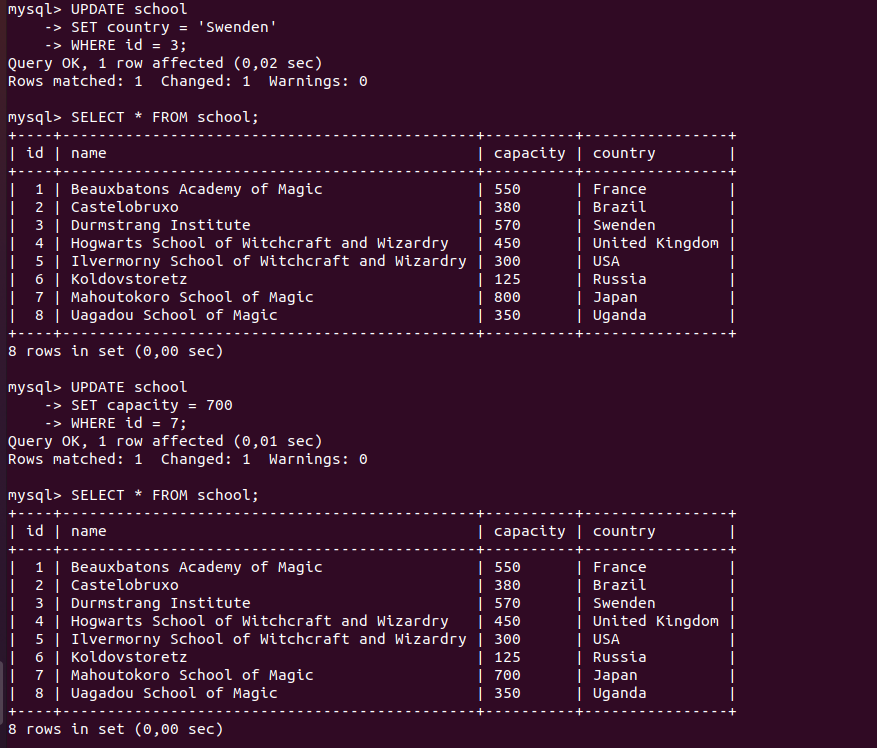 mysql> UPDATE school
    -> SET country = 'Swenden'
    -> WHERE id = 3;
Query OK, 1 row affected (0,02 sec)
Rows matched: 1  Changed: 1  Warnings: 0

mysql> SELECT * FROM school;
+----+----------------------------------------------+----------+----------------+
| id | name                                         | capacity | country        |
+----+----------------------------------------------+----------+----------------+
|  1 | Beauxbatons Academy of Magic                 | 550      | France         |
|  2 | Castelobruxo                                 | 380      | Brazil         |
|  3 | Durmstrang Institute                         | 570      | Swenden        |
|  4 | Hogwarts School of Witchcraft and Wizardry   | 450      | United Kingdom |
|  5 | Ilvermorny School of Witchcraft and Wizardry | 300      | USA            |
|  6 | Koldovstoretz                                | 125      | Russia         |
|  7 | Mahoutokoro School of Magic                  | 800      | Japan          |
|  8 | Uagadou School of Magic                      | 350      | Uganda         |
+----+----------------------------------------------+----------+----------------+
8 rows in set (0,00 sec)

mysql> UPDATE school
    -> SET capacity = 700
    -> WHERE id = 7;
Query OK, 1 row affected (0,01 sec)
Rows matched: 1  Changed: 1  Warnings: 0

mysql> SELECT * FROM school;
+----+----------------------------------------------+----------+----------------+
| id | name                                         | capacity | country        |
+----+----------------------------------------------+----------+----------------+
|  1 | Beauxbatons Academy of Magic                 | 550      | France         |
|  2 | Castelobruxo                                 | 380      | Brazil         |
|  3 | Durmstrang Institute                         | 570      | Swenden        |
|  4 | Hogwarts School of Witchcraft and Wizardry   | 450      | United Kingdom |
|  5 | Ilvermorny School of Witchcraft and Wizardry | 300      | USA            |
|  6 | Koldovstoretz                                | 125      | Russia         |
|  7 | Mahoutokoro School of Magic                  | 700      | Japan          |
|  8 | Uagadou School of Magic                      | 350      | Uganda         |
+----+----------------------------------------------+----------+----------------+
8 rows in set (0,00 sec)